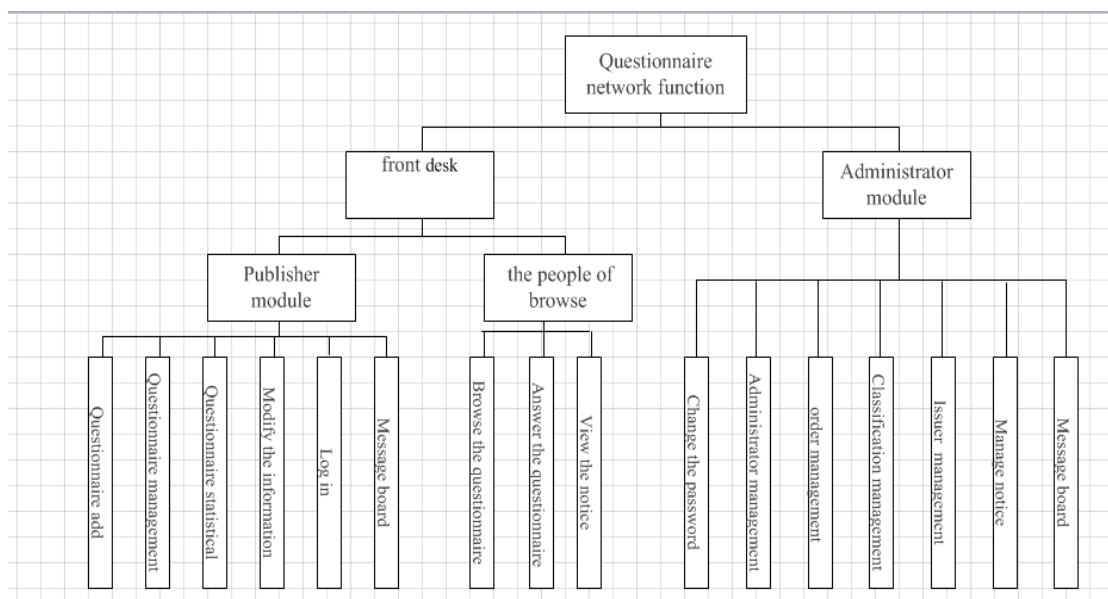 Questionnaire
network function
front desk
Administrator
module
Publisher
module
the people of
browse
Questionnaire add
Questionnaire management
Questionnaire statistical
Modify the information
Log in
Message board
Browse the questionnaire
Answer the questionnaire
View the notice
Change the password
Administrator management
order management
Classification management
Issuer management
Manage notice
Message board